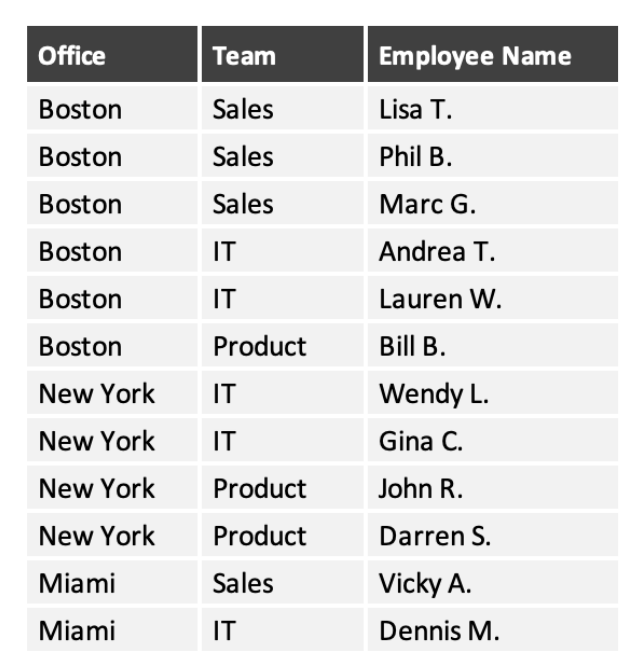 Office Team Employee Name
Boston Sales Lisa T.
Boston Sales Phil B.
Boston Sales Marc G.
Boston IT Andrea T.
Boston IT Lauren W.
Boston Product Bill B.
New York IT Wendy L.
New York IT Gina C.
New York Product John R.
New York Product Darren S.
Miami Sales Vicky A.
Miami IT Dennis M.